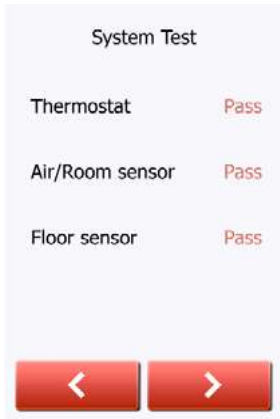 System Test
Thermostat Pass
Air/Room sensor Pass
Floor sensor Pass